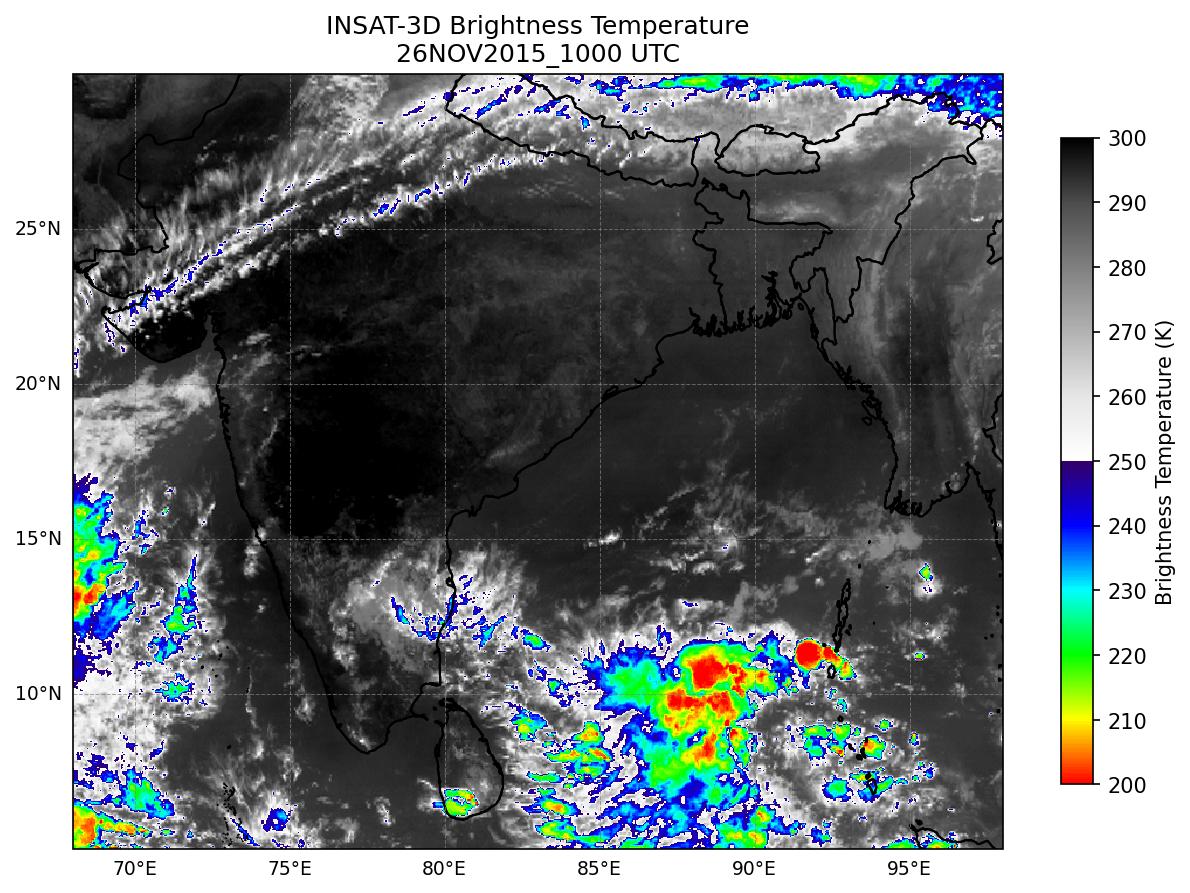 INSAT-3D Brightness Temperature
26NOV2015_1000 UTC
25°N
20°N
15°N
10°N
70°E
75°E
80°E
85°E
90°E
95°E
300
290
280
270
260
250
240
230
220
210
200
Brightness Temperature (K)